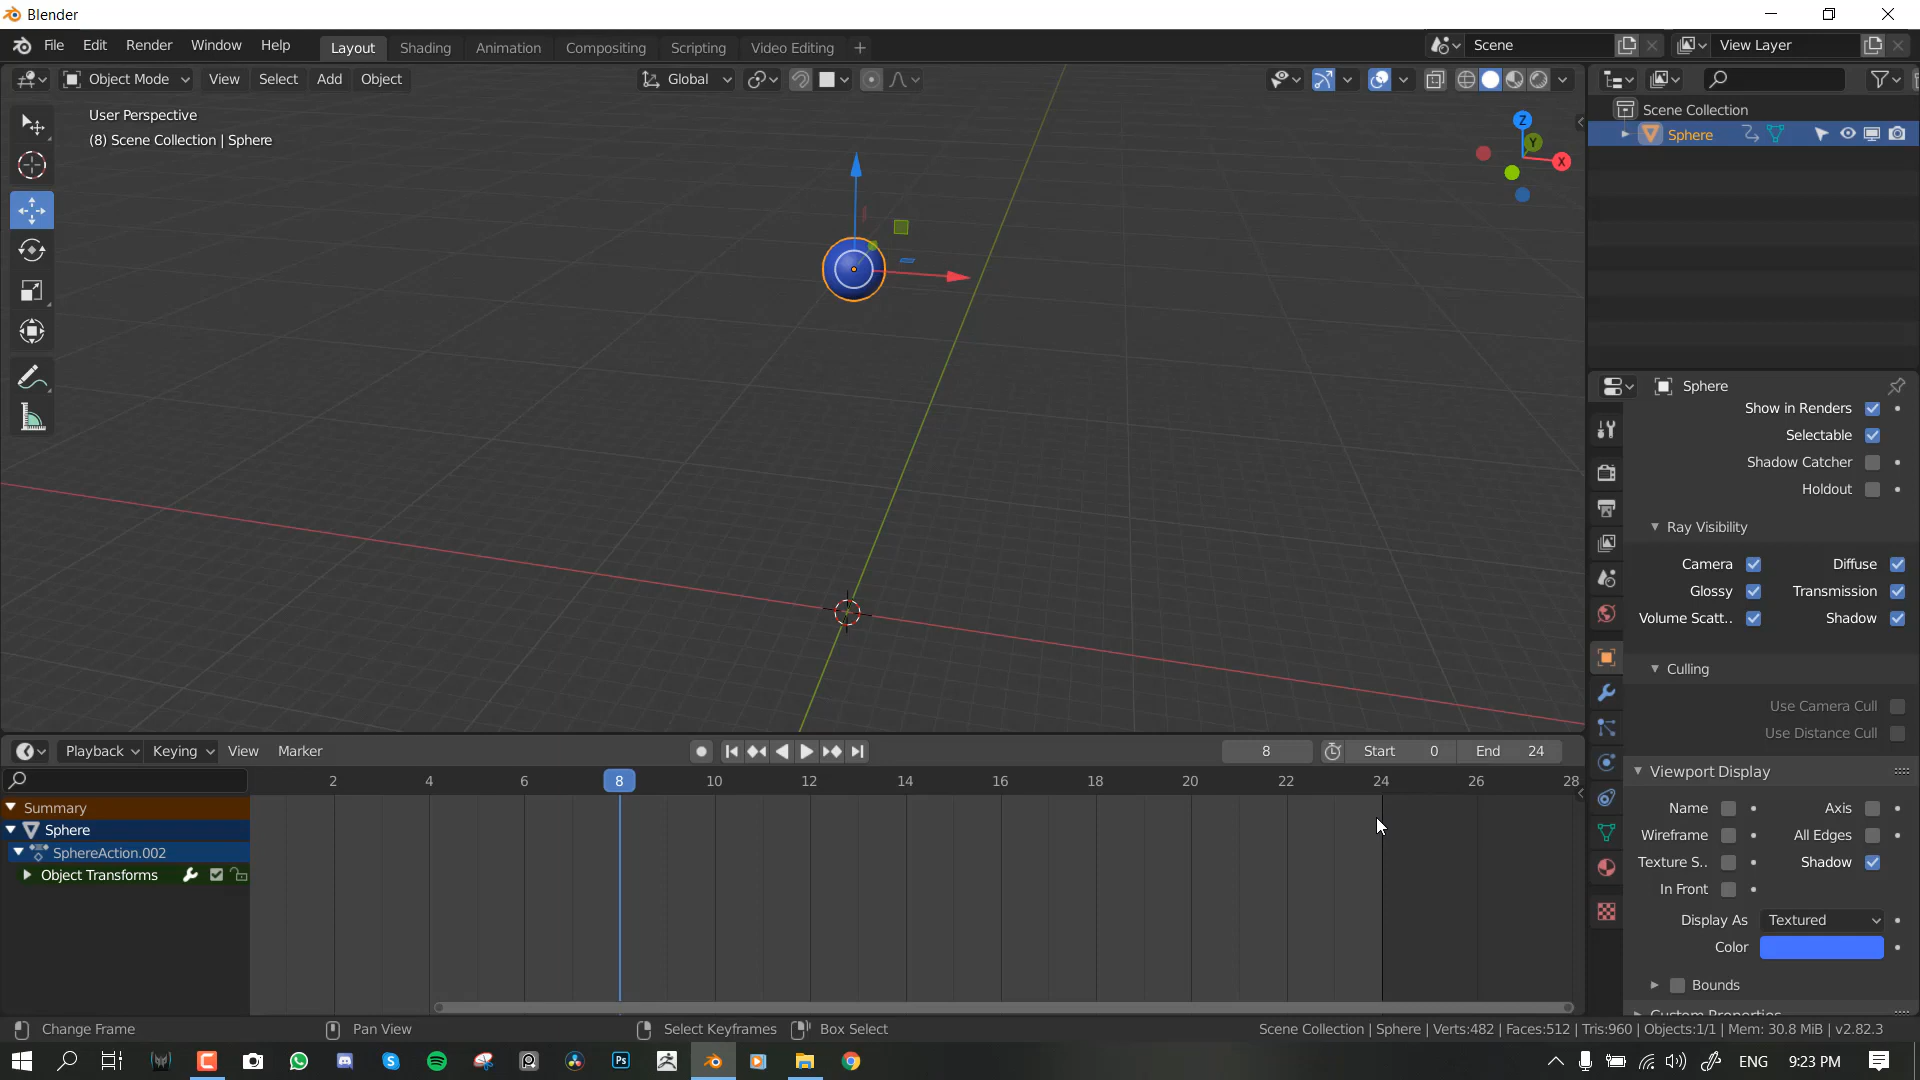 Blender
File Edit Render Window Help Layout Shading Animation Compositing Scripting Video Editing Scene View Layer
Object Mode View Select Add Object Global
User Perspective
(8) Scene Collection | Sphere
Z
Y
X
Scene Collection
Sphere
Sphere
Show in Renders
Selectable
Shadow Catcher
Holdout
Ray Visibility
Camera Diffuse
Glossy Transmission
Volume Scatt.. Shadow
Culling
Use Camera Cull
Use Distance Cull
Viewport Display
Name Axis
Wireframe All Edges
Texture S.. Shadow
In Front
Display As Textured
Color
Bounds
Custom Properties
Playback Keying View Marker 8 Start 0 End 24
2 4 6 8 10 12 14 16 18 20 22 24 26 28
Summary
Sphere
SphereAction.002
Object Transforms
Change Frame Pan View Select Keyframes Box Select Scene Collection | Sphere | Verts:482 | Faces:512 | Tris:960 | Objects:1/1 | Mem: 30.8 MiB | v2.82.3
Ps ENG 9:23 PM